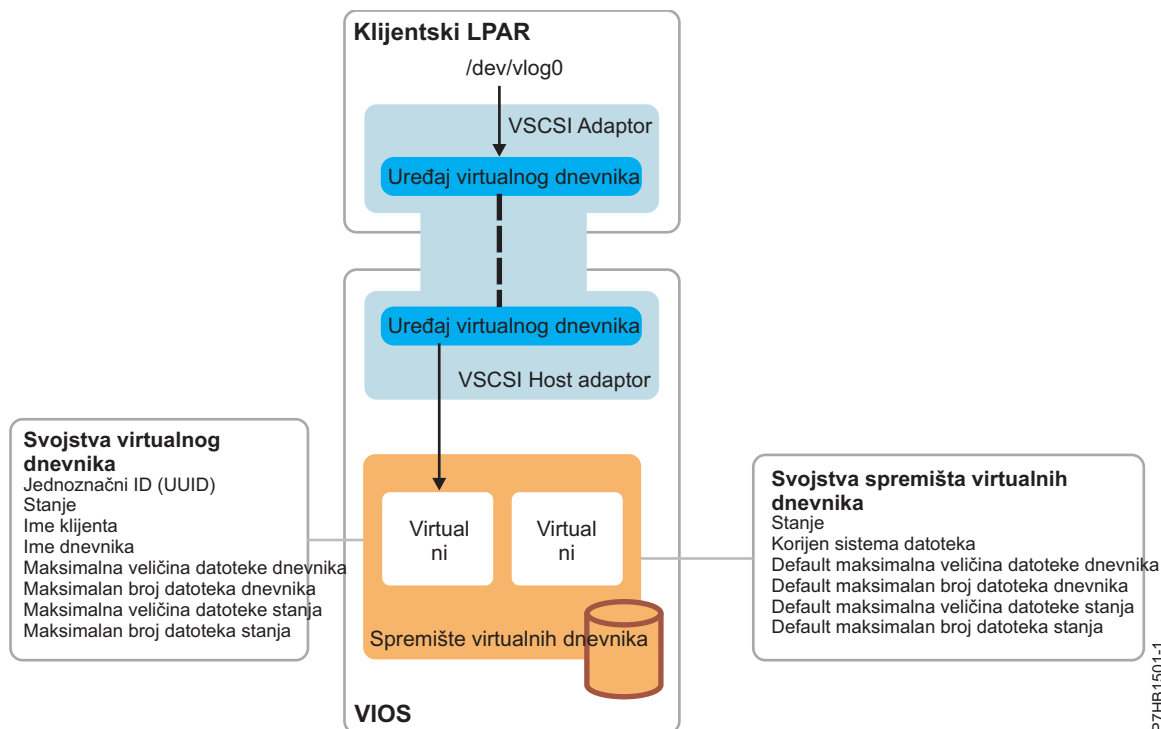 Klijentski LPAR
/dev/vlog0
VSCSI Adaptor
Uređaj virtualnog dnevnika
Uređaj virtualnog dnevnika
VSCSI Host adaptor
Svojstva virtualnog
dnevnika
Jednoznačni ID (UUID)
Stanje
Ime klijenta
Ime dnevnika
Maksimalna veličina datoteke dnevnika
Maksimalan broj datoteka dnevnika
Maksimalna veličina datoteke stanja
Maksimalan broj datoteka stanja
Virtual
ni
Virtual
ni
Spremište virtualnih dnevnika
VIOS
Svojstva spremišta virtualnih
dnevnika
Stanje
Korijen sistema datoteka
Default maksimalna veličina datoteke dnevnika
Default maksimalan broj datoteka dnevnika
Default maksimalna veličina datoteke stanja
Default maksimalan broj datoteka stanja
P7HB1501-1